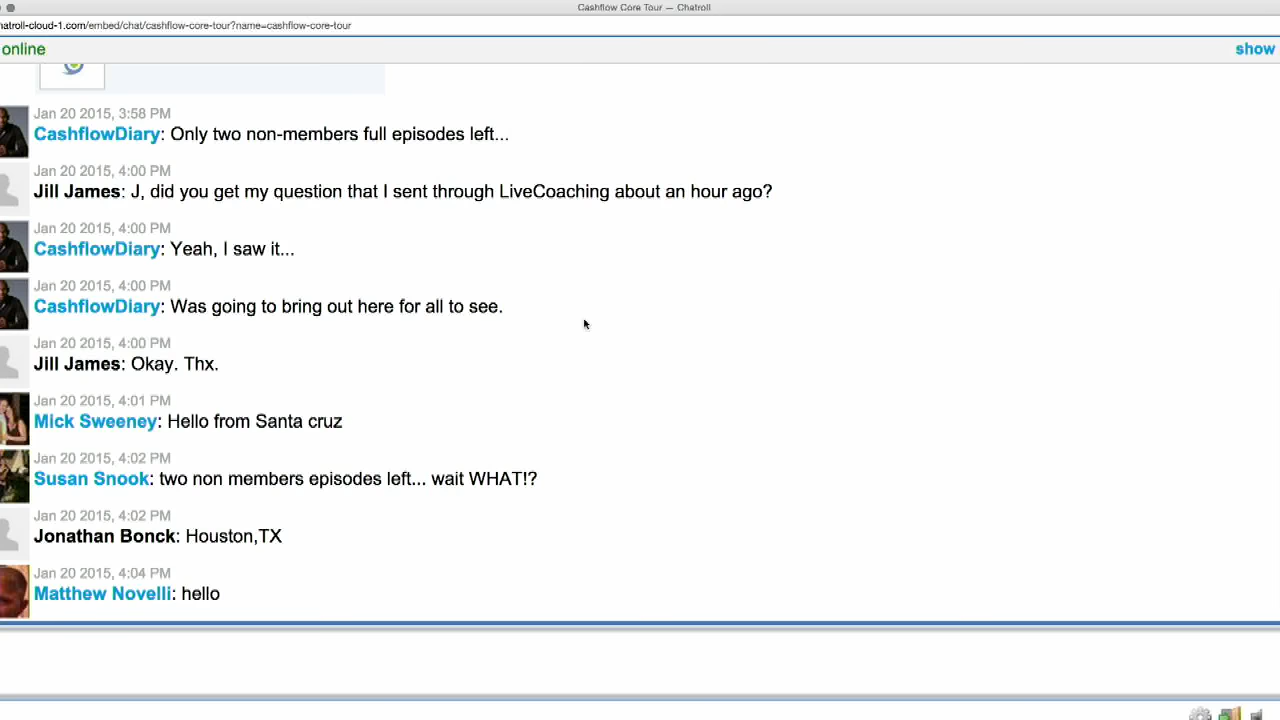 Cashflow Core Tour — Chatroll
hatroll-cloud-1.com/embed/chat/cashflow-core-tour?name=cashflow-core-tour
online
show
Jan 20 2015, 3:58 PM
CashflowDiary: Only two non-members full episodes left...
Jan 20 2015, 4:00 PM
Jill James: J, did you get my question that I sent through LiveCoaching about an hour ago?
Jan 20 2015, 4:00 PM
CashflowDiary: Yeah, I saw it...
Jan 20 2015, 4:00 PM
CashflowDiary: Was going to bring out here for all to see.
Jan 20 2015, 4:00 PM
Jill James: Okay. Thx.
Jan 20 2015, 4:01 PM
Mick Sweeney: Hello from Santa cruz
Jan 20 2015, 4:02 PM
Susan Snook: two non members episodes left... wait WHAT!?
Jan 20 2015, 4:02 PM
Jonathan Bonck: Houston,TX
Jan 20 2015, 4:04 PM
Matthew Novelli: hello